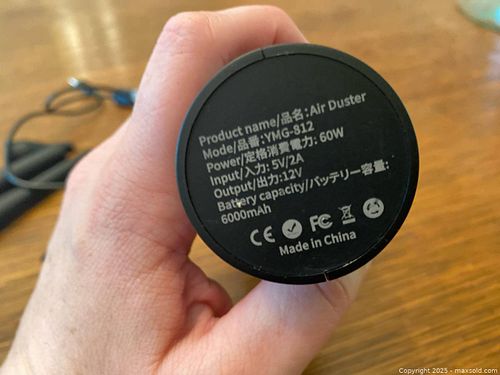 Product name/品名:Air Duster
Mode/品番:YMG-812
Power/定格消費電力: 60W
Input/入力: 5V/2A
Output/出力:12V
Battery capacity/バッテリー容量:
6000mAh
CE FC
Made in China
Copyright 2025 - maxsold.com